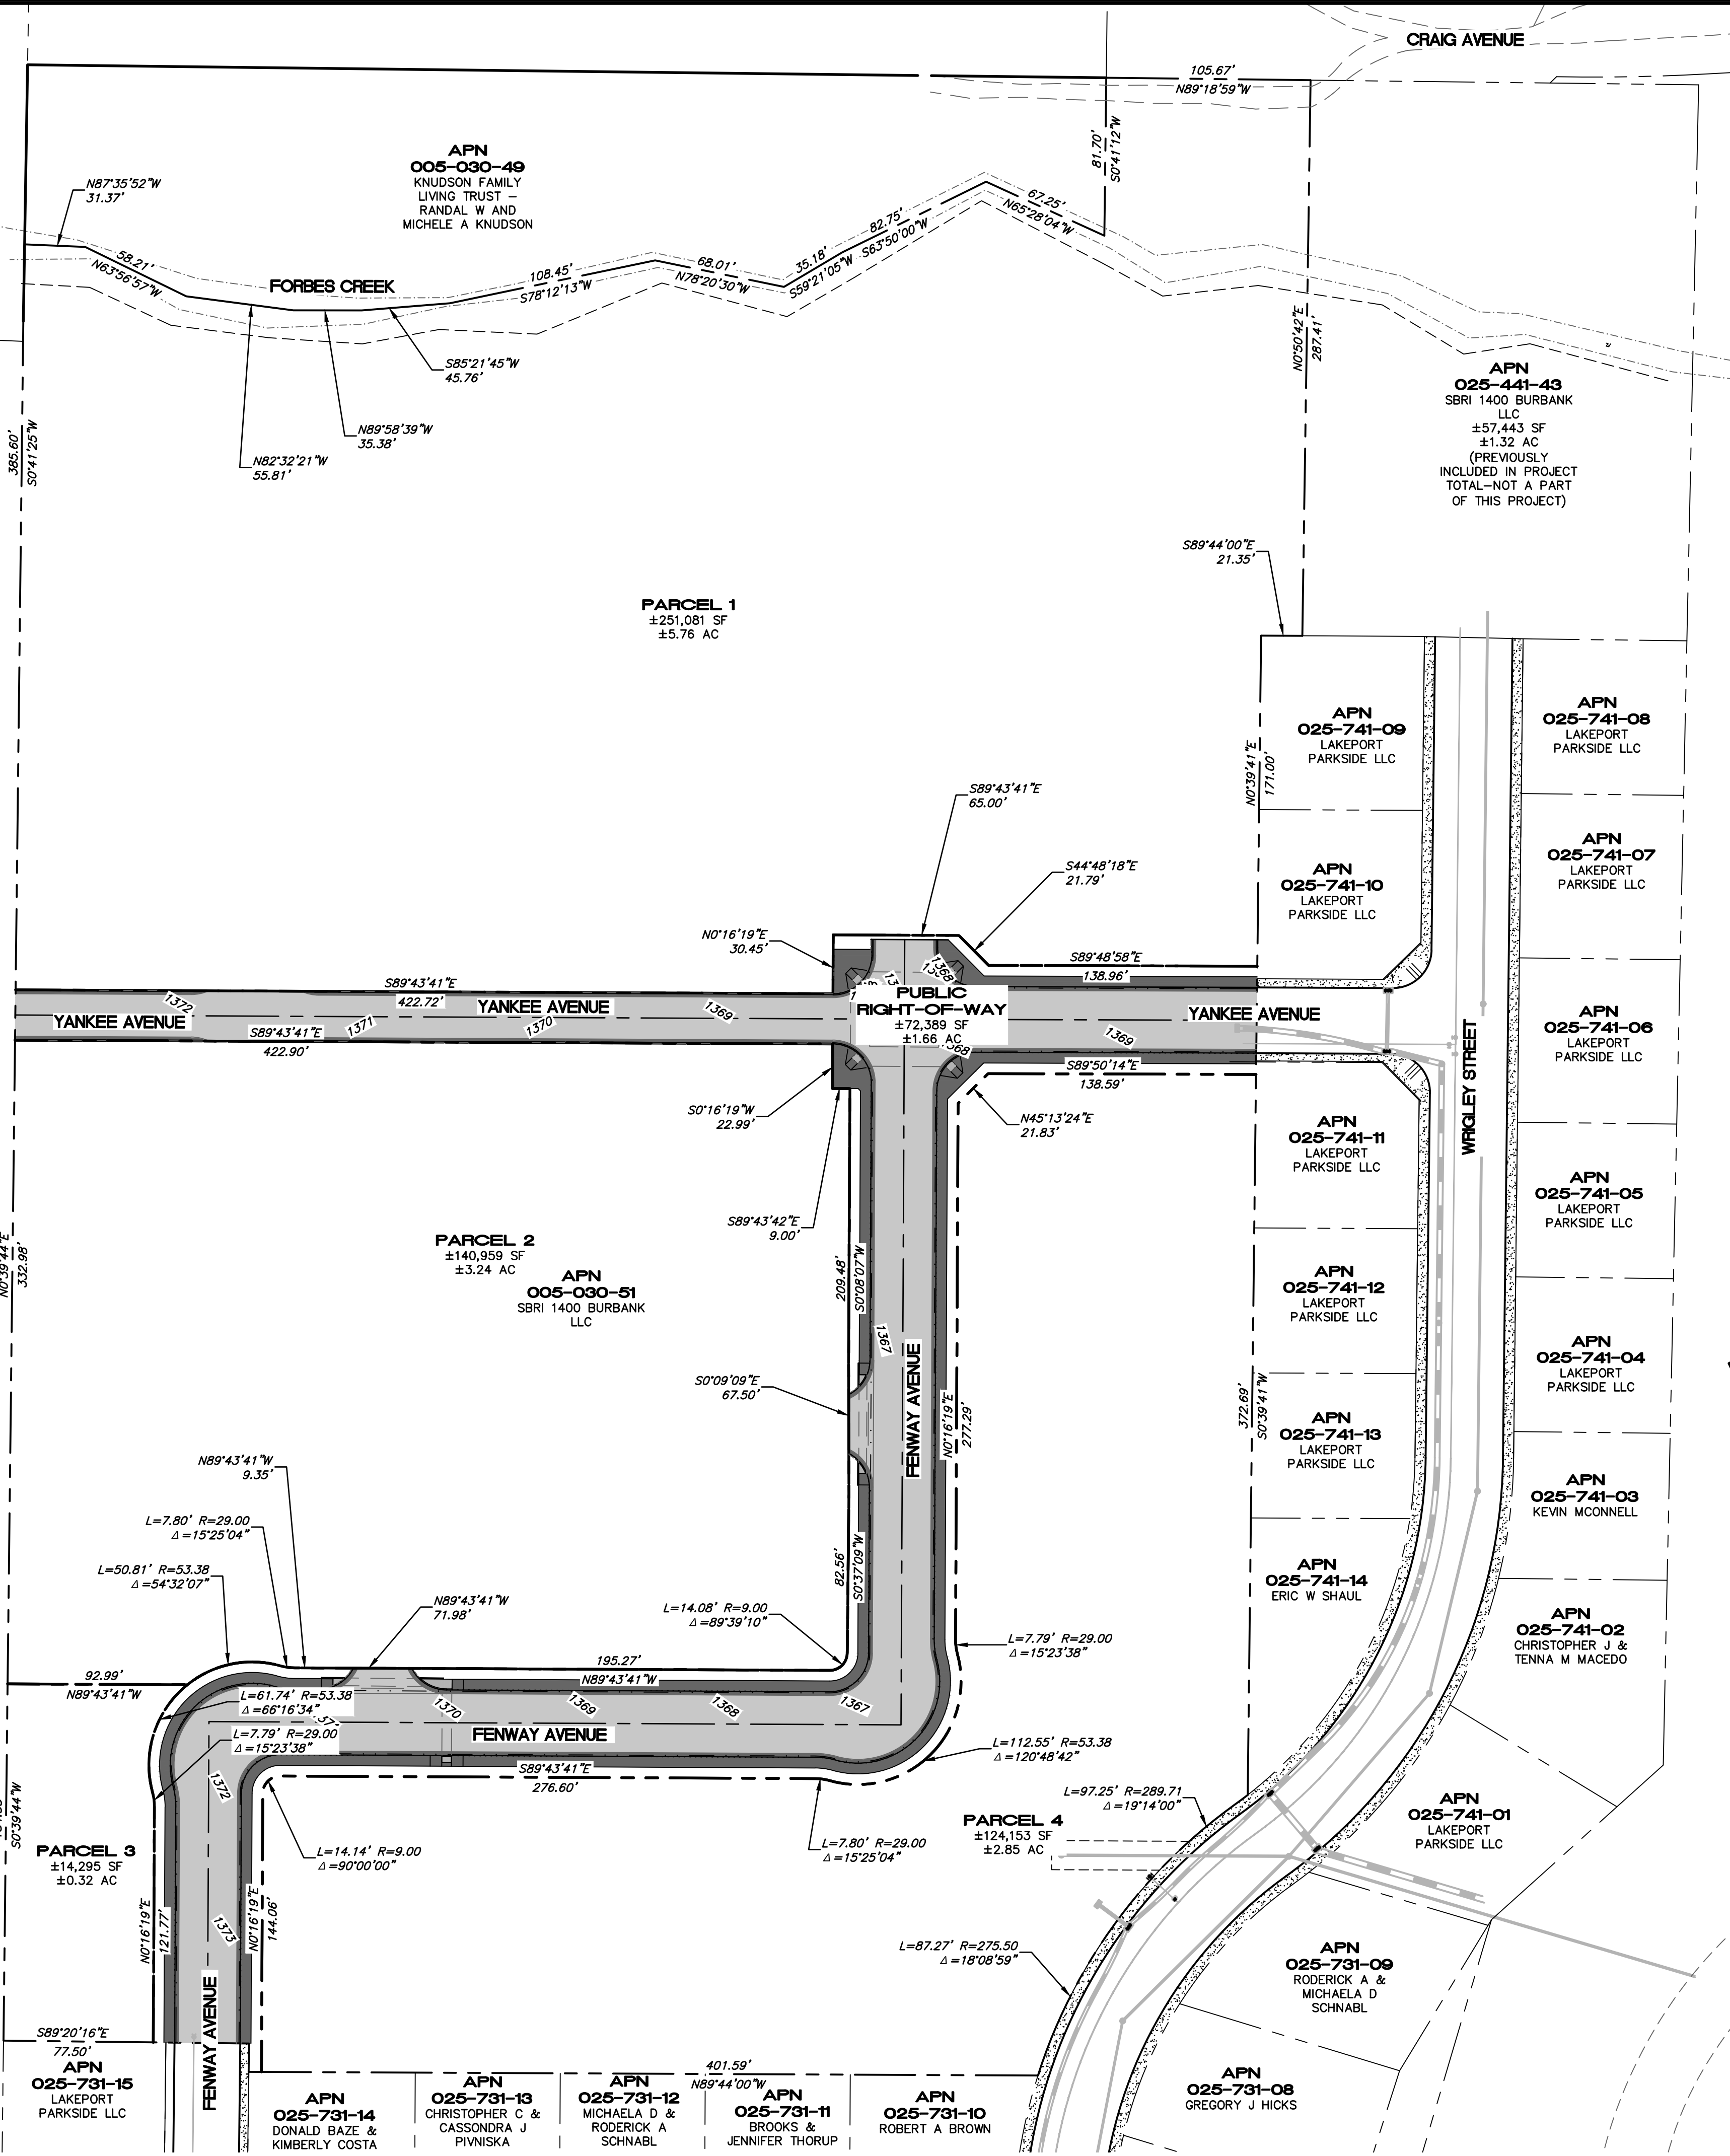 CRAIG AVENUE
105.67'
N89°18'59"W
81.70'
S0°41'12"W
APN
005-030-49
KNUDSON FAMILY
LIVING TRUST –
RANDAL W AND
MICHELE A KNUDSON
N87°35'52"W
31.37'
58.21'
N63°56'57"W
FORBES CREEK
108.45'
S78°12'13"W
68.01'
N78°20'30"W
35.18'
S59°21'05"W
82.75'
S63°50'00"W
67.25'
N65°28'04"W
S85°21'45"W
45.76'
N89°58'39"W
35.38'
N82°32'21"W
55.81'
385.60'
S0°41'25"W
N0°50'42"E
287.41'
APN
025-441-43
SBRI 1400 BURBANK
LLC
±57,443 SF
±1.32 AC
(PREVIOUSLY
INCLUDED IN PROJECT
TOTAL-NOT A PART
OF THIS PROJECT)
S89°44'00"E
21.35'
PARCEL 1
±251,081 SF
±5.76 AC
APN
025-741-09
LAKEPORT
PARKSIDE LLC
APN
025-741-08
LAKEPORT
PARKSIDE LLC
N0°39'41"E
171.00'
S89°43'41"E
65.00'
APN
025-741-07
LAKEPORT
PARKSIDE LLC
S44°48'18"E
21.79'
APN
025-741-10
LAKEPORT
PARKSIDE LLC
N0°16'19"E
30.45'
S89°48'58"E
138.96'
S89°43'41"E
422.72'
1372
YANKEE AVENUE
YANKEE AVENUE
1371
1370
1369
S89°43'41"E
422.90'
1368
PUBLIC
RIGHT-OF-WAY
±72,389 SF
±1.66 AC
YANKEE AVENUE
1369
S89°50'14"E
138.59'
APN
025-741-06
LAKEPORT
PARKSIDE LLC
WRIGLEY STREET
S0°16'19"W
22.99'
N45°13'24"E
21.83'
APN
025-741-11
LAKEPORT
PARKSIDE LLC
APN
025-741-05
LAKEPORT
PARKSIDE LLC
S89°43'42"E
9.00'
N0°39'44"E
332.98'
PARCEL 2
±140,959 SF
±3.24 AC
APN
005-030-51
SBRI 1400 BURBANK
LLC
209.48'
S0°08'07"W
1367
FENWAY AVENUE
APN
025-741-12
LAKEPORT
PARKSIDE LLC
APN
025-741-04
LAKEPORT
PARKSIDE LLC
S0°09'09"E
67.50'
N0°16'19"E
277.29'
372.69'
S0°39'41"W
APN
025-741-13
LAKEPORT
PARKSIDE LLC
APN
025-741-03
KEVIN MCONNELL
N89°43'41"W
9.35'
L=7.80' R=29.00
Δ=15°25'04"
L=50.81' R=53.38
Δ=54°32'07"
N89°43'41"W
71.98'
82.56'
S0°37'09"W
L=14.08' R=9.00
Δ=89°39'10"
APN
025-741-14
ERIC W SHAUL
APN
025-741-02
CHRISTOPHER J &
TENNA M MACEDO
L=7.79' R=29.00
Δ=15°23'38"
92.99'
N89°43'41"W
195.27'
N89°43'41"W
L=61.74' R=53.38
Δ=66°16'34"
1370
1369
1368
1367
L=7.79' R=29.00
Δ=15°23'38"
FENWAY AVENUE
S89°43'41"E
276.60'
L=112.55' R=53.38
Δ=120°48'42"
1372
S0°39'44"W
L=97.25' R=289.71
Δ=19°14'00"
APN
025-741-01
LAKEPORT
PARKSIDE LLC
PARCEL 3
±14,295 SF
±0.32 AC
L=14.14' R=9.00
Δ=90°00'00"
L=7.80' R=29.00
Δ=15°25'04"
PARCEL 4
±124,153 SF
±2.85 AC
N0°16'19"E
121.77'
1373
N0°16'19"E
144.06'
FENWAY AVENUE
L=87.27' R=275.50
Δ=18°08'59"
APN
025-731-09
RODERICK A &
MICHAELA D
SCHNABL
S89°20'16"E
77.50'
APN
025-731-15
LAKEPORT
PARKSIDE LLC
401.59'
N89°44'00"W
APN
025-731-14
DONALD BAZE &
KIMBERLY COSTA
APN
025-731-13
CHRISTOPHER C &
CASSONDRA J
PIVNISKA
APN
025-731-12
MICHAELA D &
RODERICK A
SCHNABL
APN
025-731-11
BROOKS &
JENNIFER THORUP
APN
025-731-10
ROBERT A BROWN
APN
025-731-08
GREGORY J HICKS